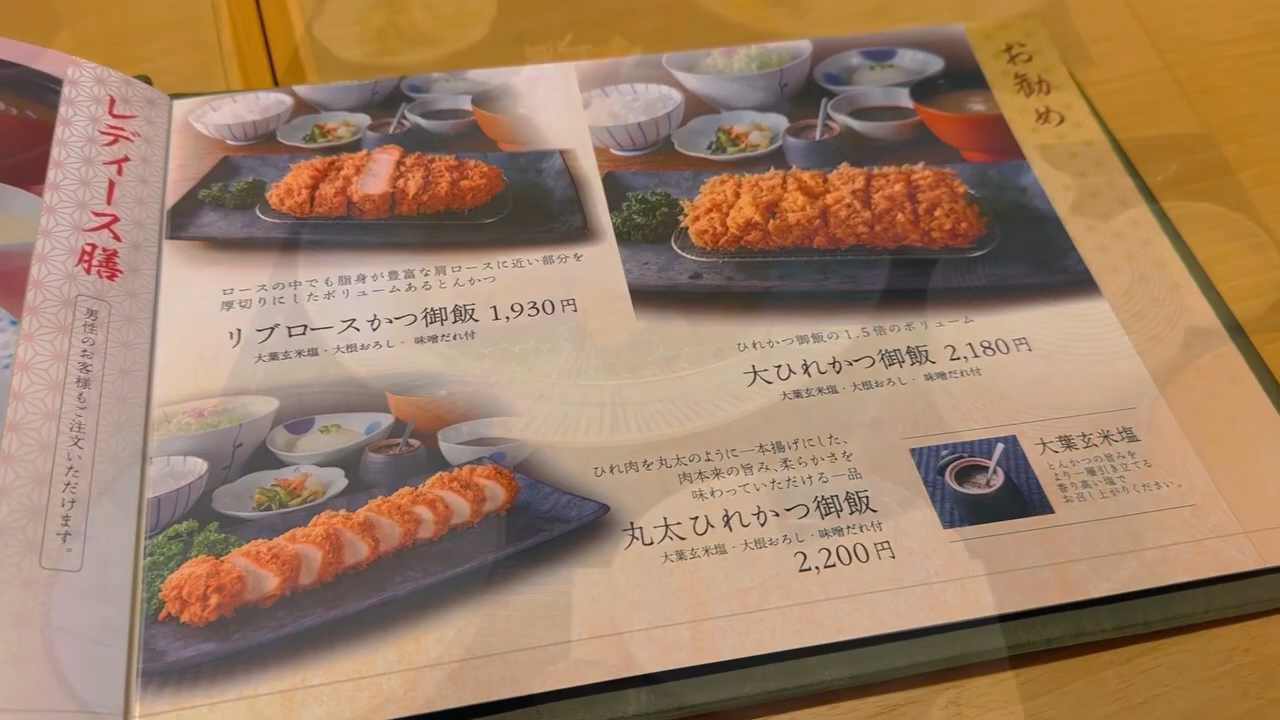 レディース膳
男性のお客様もご注文いただけます。
お勧め
ロースの中でも脂身が豊富な肩ロースに近い部分を
厚切りにしたボリュームあるとんかつ
リブロースかつ御飯 1,930円
大葉玄米塩・大根おろし・味噌だれ付
ひれかつ御飯の1.5倍のボリューム
大ひれかつ御飯 2,180円
大葉玄米塩・大根おろし・味噌だれ付
ひれ肉を丸太のように一本揚げにした、
肉本来の旨み、柔らかさを
味わっていただける一品
丸太ひれかつ御飯
大葉玄米塩・大根おろし・味噌だれ付
2,200円
大葉玄米塩
とんかつの旨みを
より一層引き立てる
香り高い塩で
お召し上がりください。